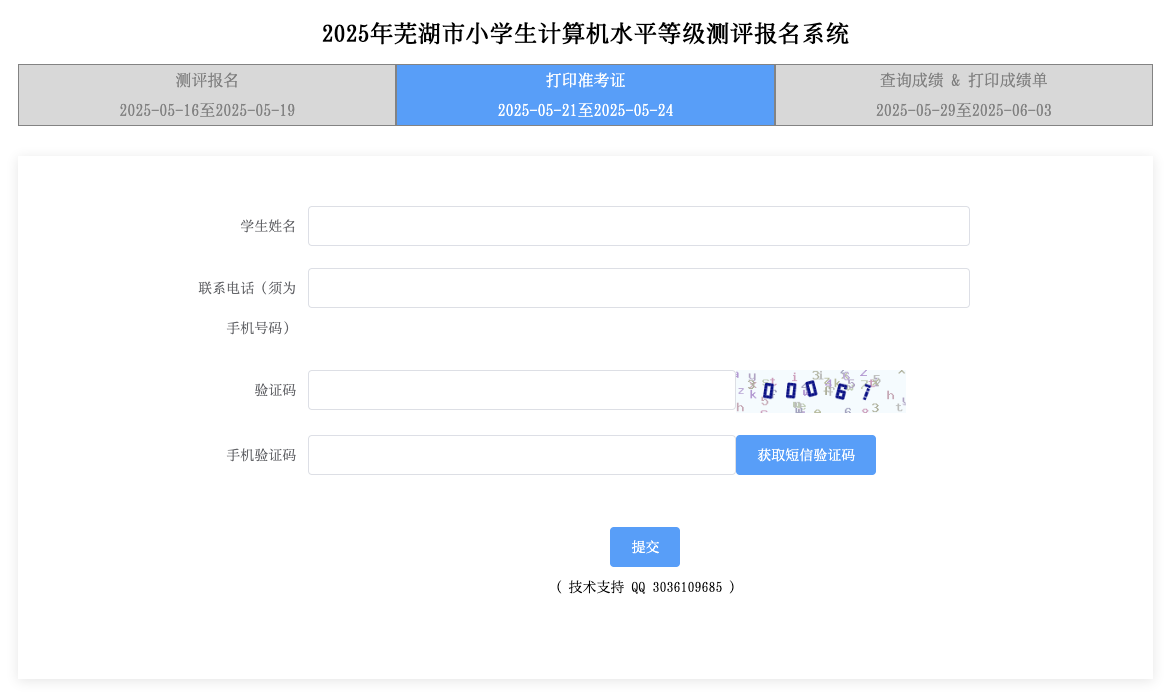 2025年芜湖市小学生计算机水平等级测评报名系统
测评报名
2025-05-16至2025-05-19
打印准考证
2025-05-21至2025-05-24
查询成绩 & 打印成绩单
2025-05-29至2025-06-03
学生姓名
联系电话（须为
手机号码）
验证码
手机验证码
获取短信验证码
提交
（ 技术支持 QQ 3036109685 ）